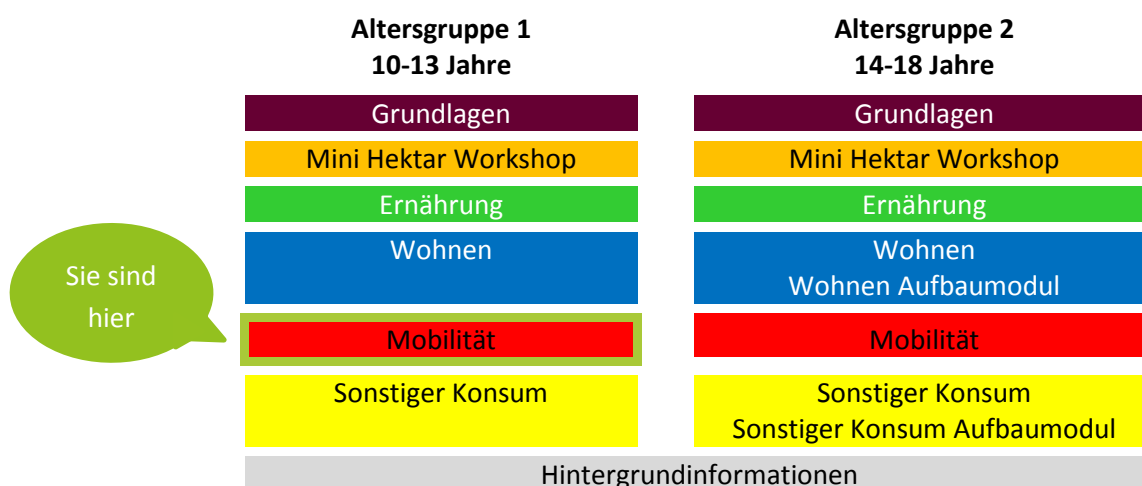 Altersgruppe 1
10-13 Jahre
Altersgruppe 2
14-18 Jahre
Grundlagen
Grundlagen
Mini Hektar Workshop
Mini Hektar Workshop
Ernährung
Ernährung
Wohnen
Wohnen
Wohnen Aufbaumodul
Sie sind
hier
Mobilität
Mobilität
Sonstiger Konsum
Sonstiger Konsum
Sonstiger Konsum Aufbaumodul
Hintergrundinformationen